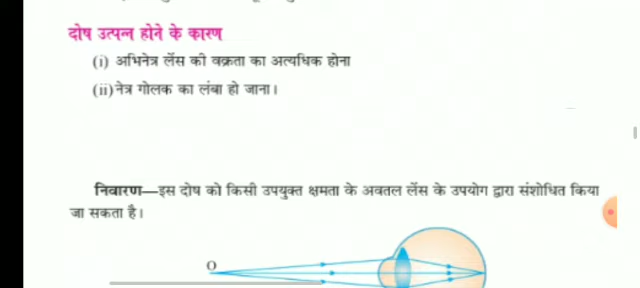 दोष उत्पन्न होने के कारण
(i) अभिनेत्र लेंस की वक्रता का अत्यधिक होना
(ii) नेत्र गोलक का लंबा हो जाना।
निवारण—इस दोष को किसी उपयुक्त क्षमता के अवतल लेंस के उपयोग द्वारा संशोधित किया
जा सकता है।
O